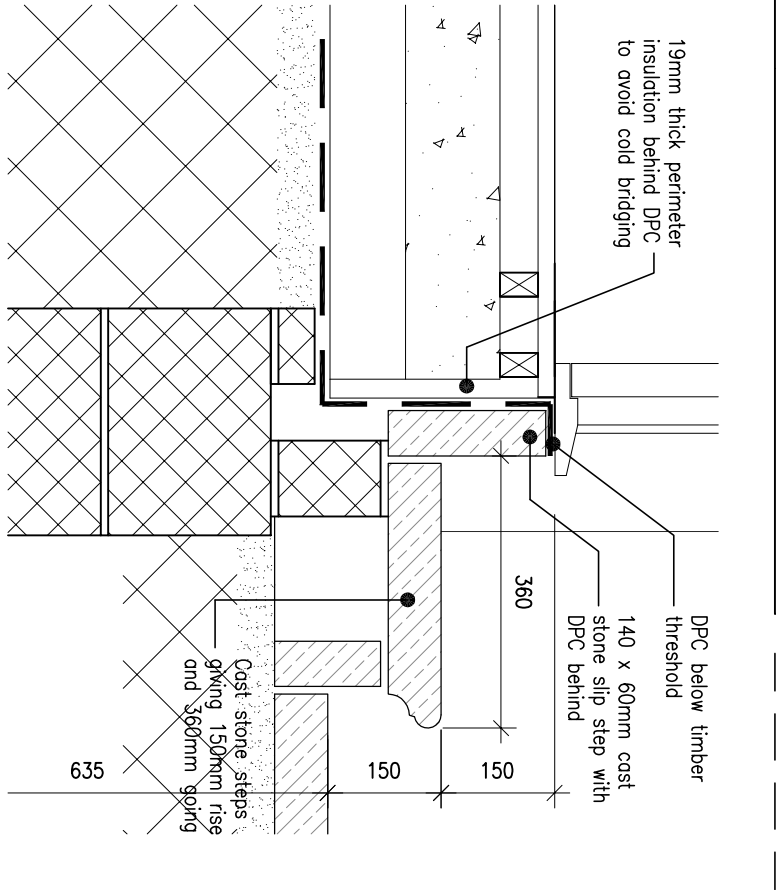 19mm thick perimeter
insulation behind DPC
to avoid cold bridging
DPC below timber
threshold
140 x 60mm cast
stone slip step with
DPC behind
360
Cast stone steps
giving 150mm rise
and 360mm going
635
150
150